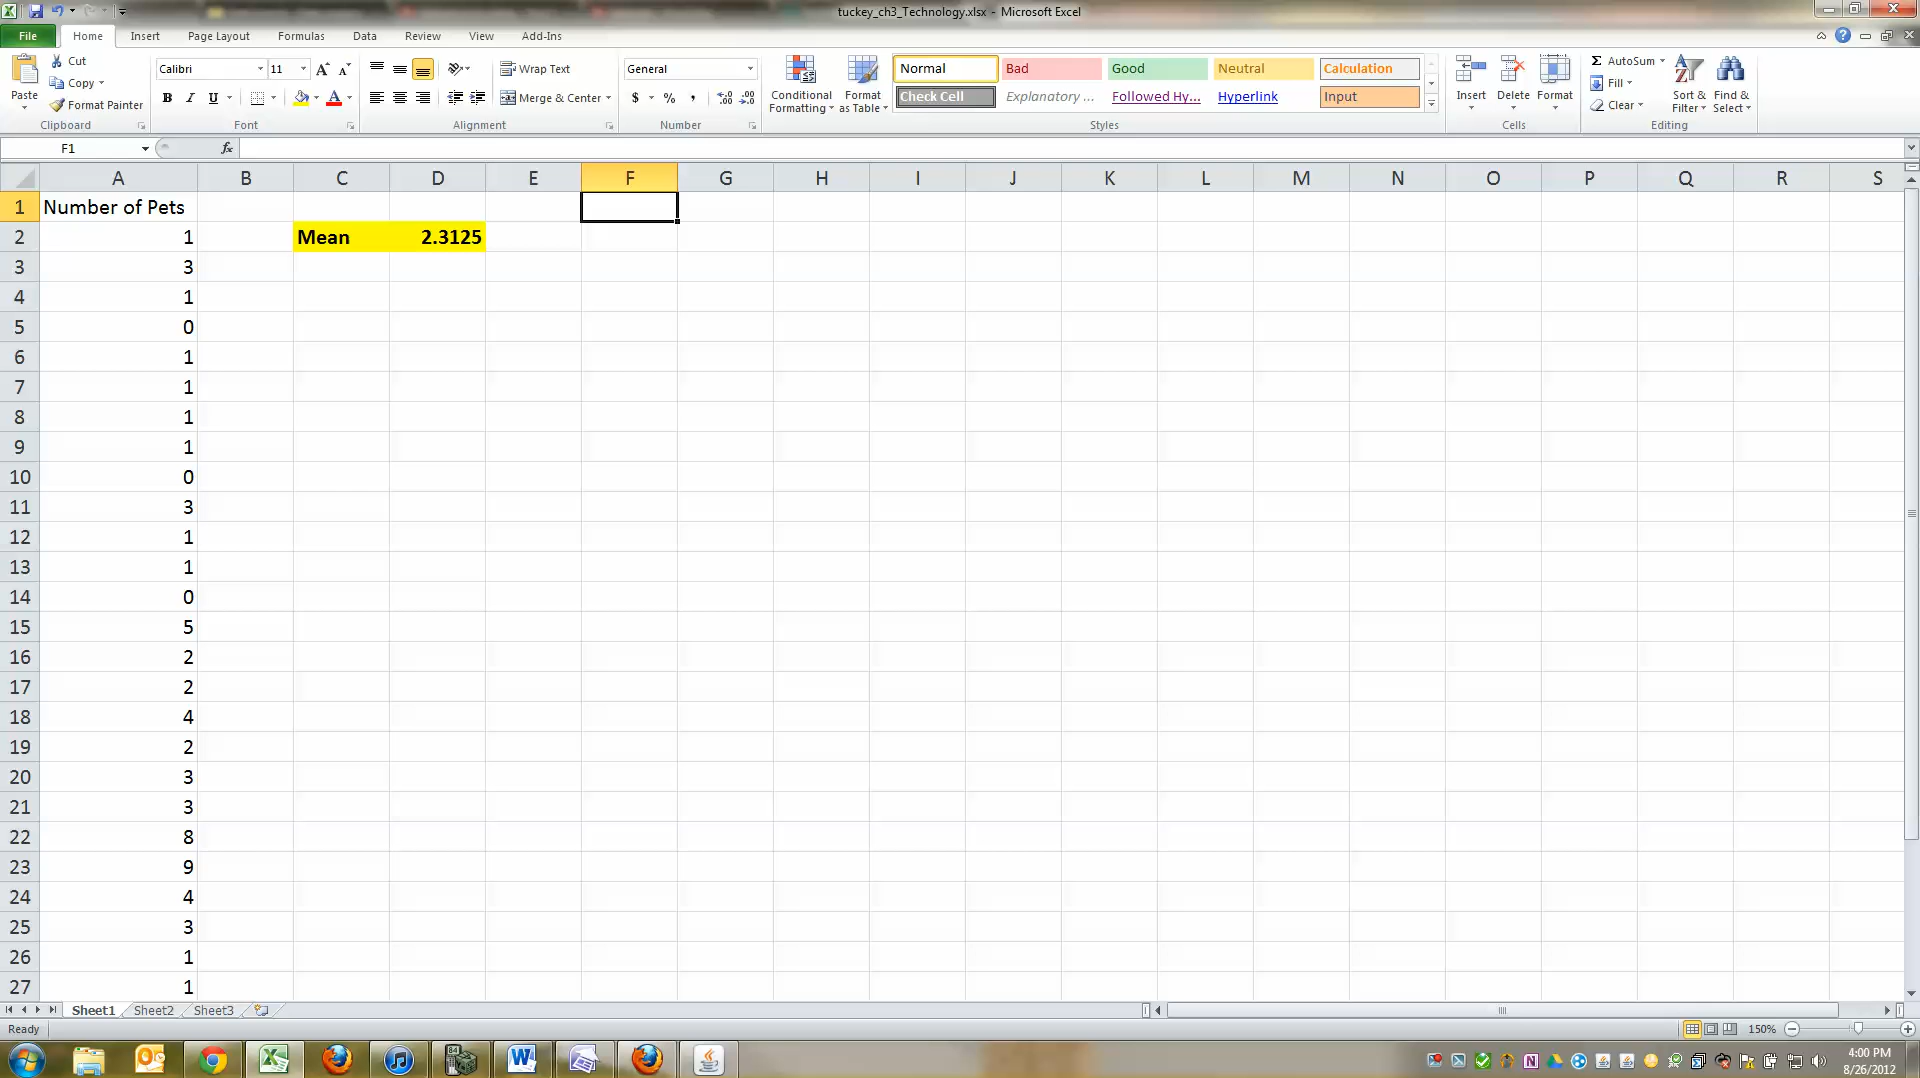 tuckey_ch3_Technology.xlsx - Microsoft Excel
File Home Insert Page Layout Formulas Data Review View Add-Ins
Paste Cut Copy Format Painter Clipboard
Calibri 11 B I U Font
Wrap Text Merge & Center Alignment
General $ % , Number
Conditional Formatting Format as Table
Normal Bad Good Neutral Calculation
Check Cell Explanatory ... Followed Hy... Hyperlink Input
Styles
Insert Delete Format Cells
Σ AutoSum Fill Clear Sort & Filter Find & Select Editing
F1 fx
A B C D E F G H I J K L M N O P Q R S
1 Number of Pets
2 1 Mean 2.3125
3 3
4 1
5 0
6 1
7 1
8 1
9 1
10 0
11 3
12 1
13 1
14 0
15 5
16 2
17 2
18 4
19 2
20 3
21 3
22 8
23 9
24 4
25 3
26 1
27 1
Sheet1 Sheet2 Sheet3
Ready 150%
4:00 PM
8/26/2012